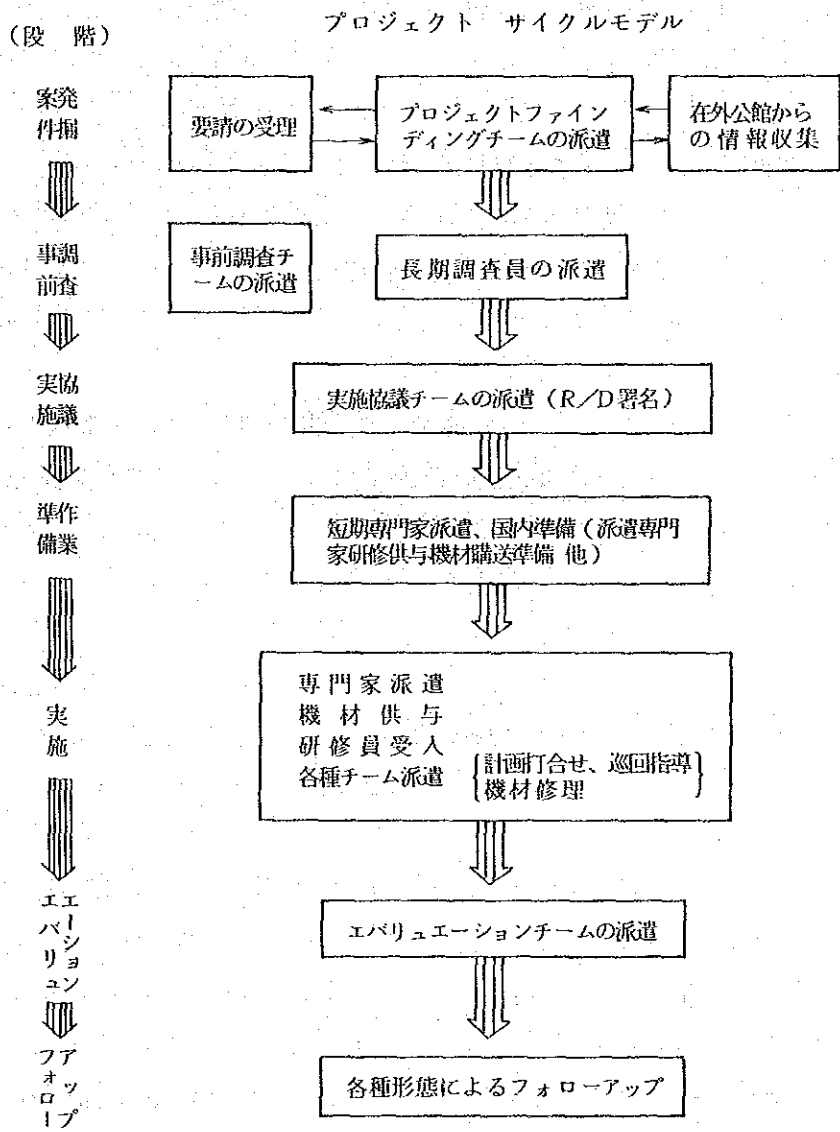 プロジェクト サイクルモデル
(段 階)
案発
件掘
要請の受理
プロジェクトファイン
ディングチームの派遣
在外公館から
の情報収集
事調
前査
事前調査チ
ームの派遣
長期調査員の派遣
実協
施議
実施協議チームの派遣(R/D署名)
準作
備業
短期専門家派遣、国内準備(派遣専門
家研修供与機材購送準備 他)
実
施
専門家派遣
機材供与
研修員受入
各種チーム派遣
計画打合せ、巡回指導
機材修理
エバリュ
エーション
エバリュエーションチームの派遣
フォロー
アップ
各種形態によるフォローアップ